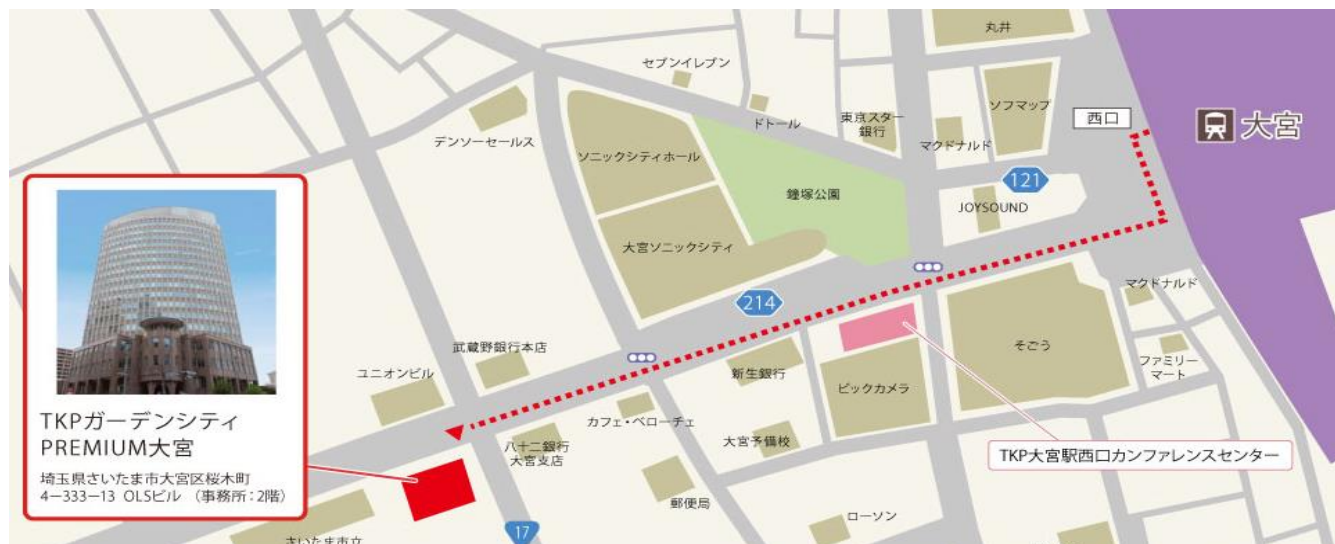 丸井
セブンイレブン
ソフマップ
ドトール
東京スター
銀行
西口
大宮
デンソーセールス
ソニックシティホール
マクドナルド
121
鐘塚公園
JOYSOUND
大宮ソニックシティ
マクドナルド
214
武蔵野銀行本店
新生銀行
そごう
ファミリー
マート
ユニオンビル
ビックカメラ
カフェ・ベローチェ
TKPガーデンシティ
PREMIUM大宮
八十二銀行
大宮支店
大宮予備校
TKP大宮駅西口カンファレンスセンター
埼玉県さいたま市大宮区桜木町
4-333-13 OLSビル (事務所:2階)
郵便局
ローソン
17
さいたま市立